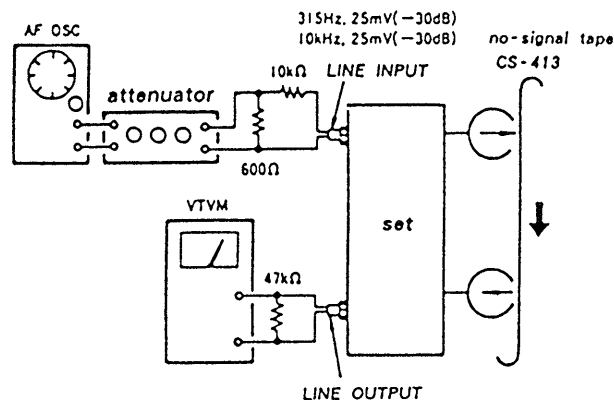 315Hz, 25mV(−30dB)
10kHz, 25mV(−30dB)
AF OSC
no-signal tape
CS-413
10kΩ
LINE INPUT
attenuator
600Ω
set
VTVM
47kΩ
LINE OUTPUT